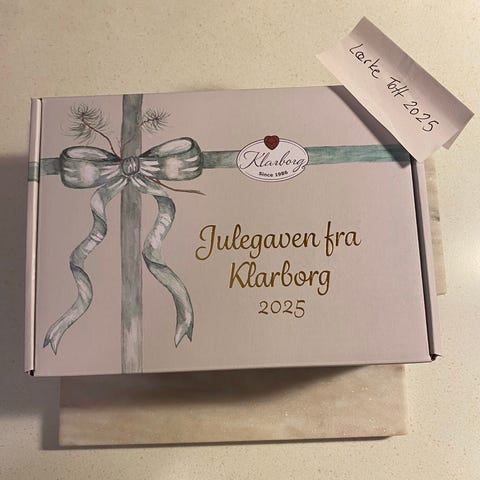 Lærke Toft 2025
Klarborg
Since 1986
Julegaven fra
Klarborg
2025